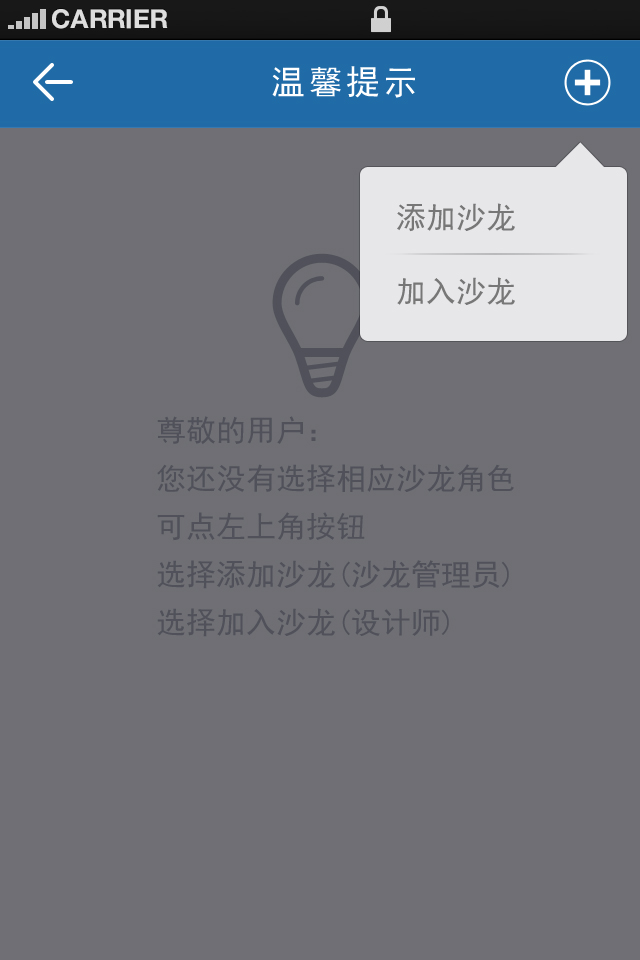 CARRIER
温馨提示
添加沙龙
加入沙龙
尊敬的用户：
您还没有选择相应沙龙角色
可点左上角按钮
选择添加沙龙(沙龙管理员)
选择加入沙龙(设计师)